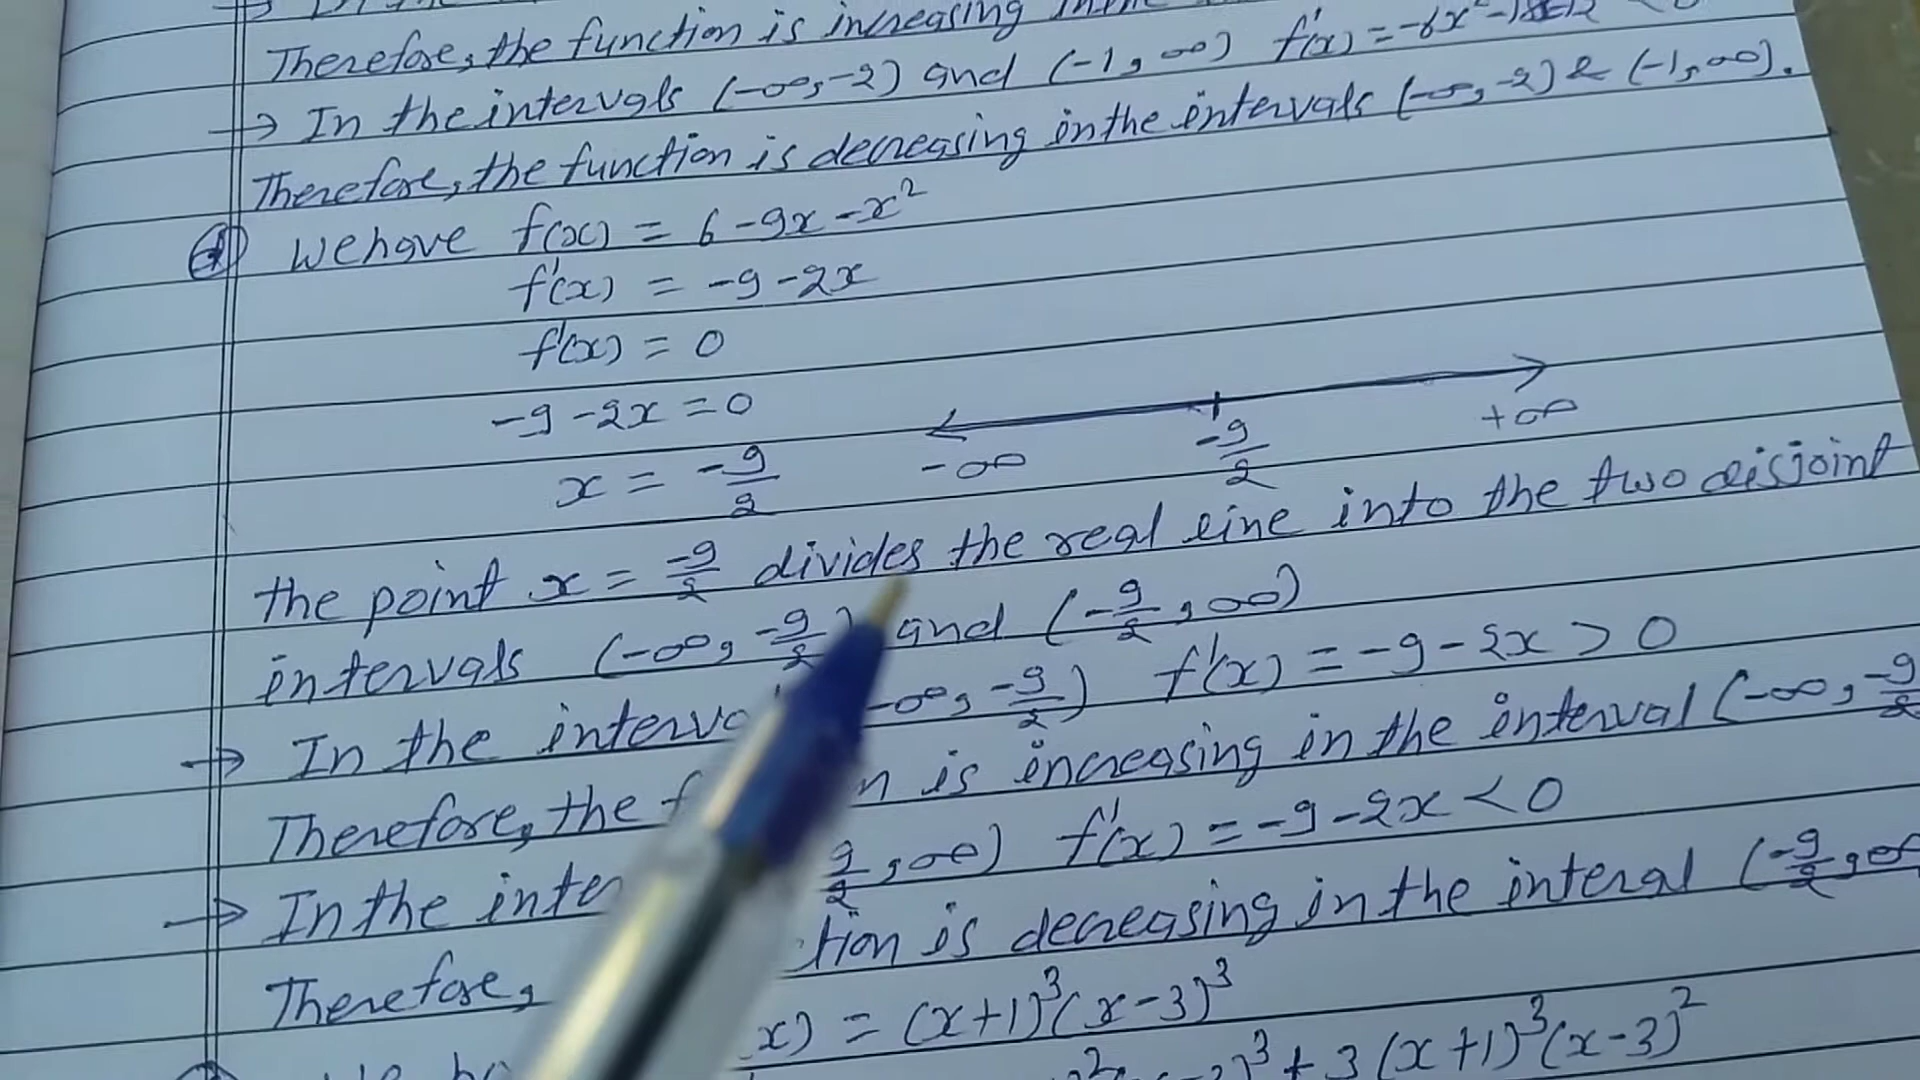 Therefore, the function is increasing
→ In the intervals (-∞, -2) and (-1, ∞) f'(x) = -6x²
Therefore, the function is decreasing in the intervals (-∞, -2) & (-1, ∞).
We have f(x) = 6 - 9x - x²
f'(x) = -9 - 2x
f'(x) = 0
-9 - 2x = 0
x = -9/2
-∞ -9/2 +∞
the point x = -9/2 divides the real line into the two disjoint
intervals (-∞, -9/2) and (-9/2, ∞)
→ In the -∞, -9/2) f'(x) = -9 - 2x > 0
Therefore, the is increasing in the interval (-∞, -9/2
→ In the 9/2, ∞) f'(x) = -9 - 2x < 0
Therefore, is decreasing in the interal (-9/2, ∞
x) = (x+1)³(x-3)³
³ + 3(x+1)³(x-3)²